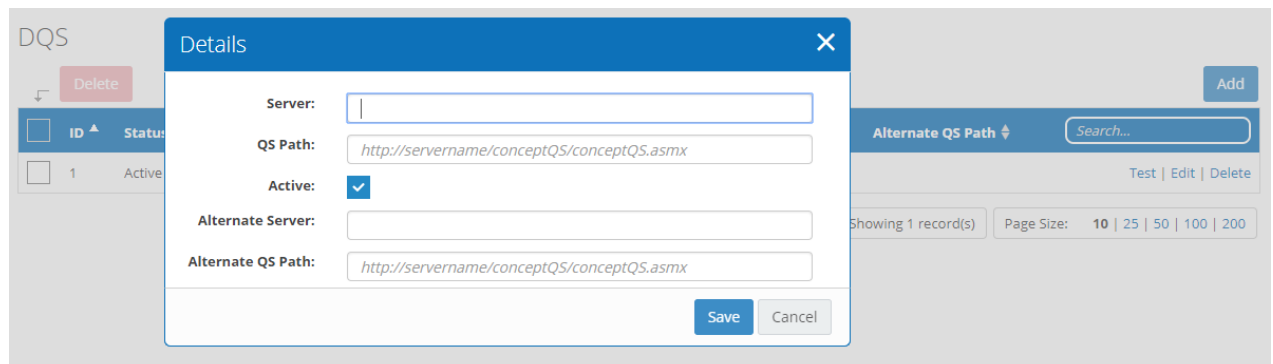 DQS
Details
Delete
Add
Server:
ID Status Alternate QS Path Search...
QS Path: http://servername/conceptQS/conceptQS.asmx
1 Active Test | Edit | Delete
Active:
Alternate Server:
Showing 1 record(s) Page Size: 10 | 25 | 50 | 100 | 200
Alternate QS Path: http://servername/conceptQS/conceptQS.asmx
Save Cancel